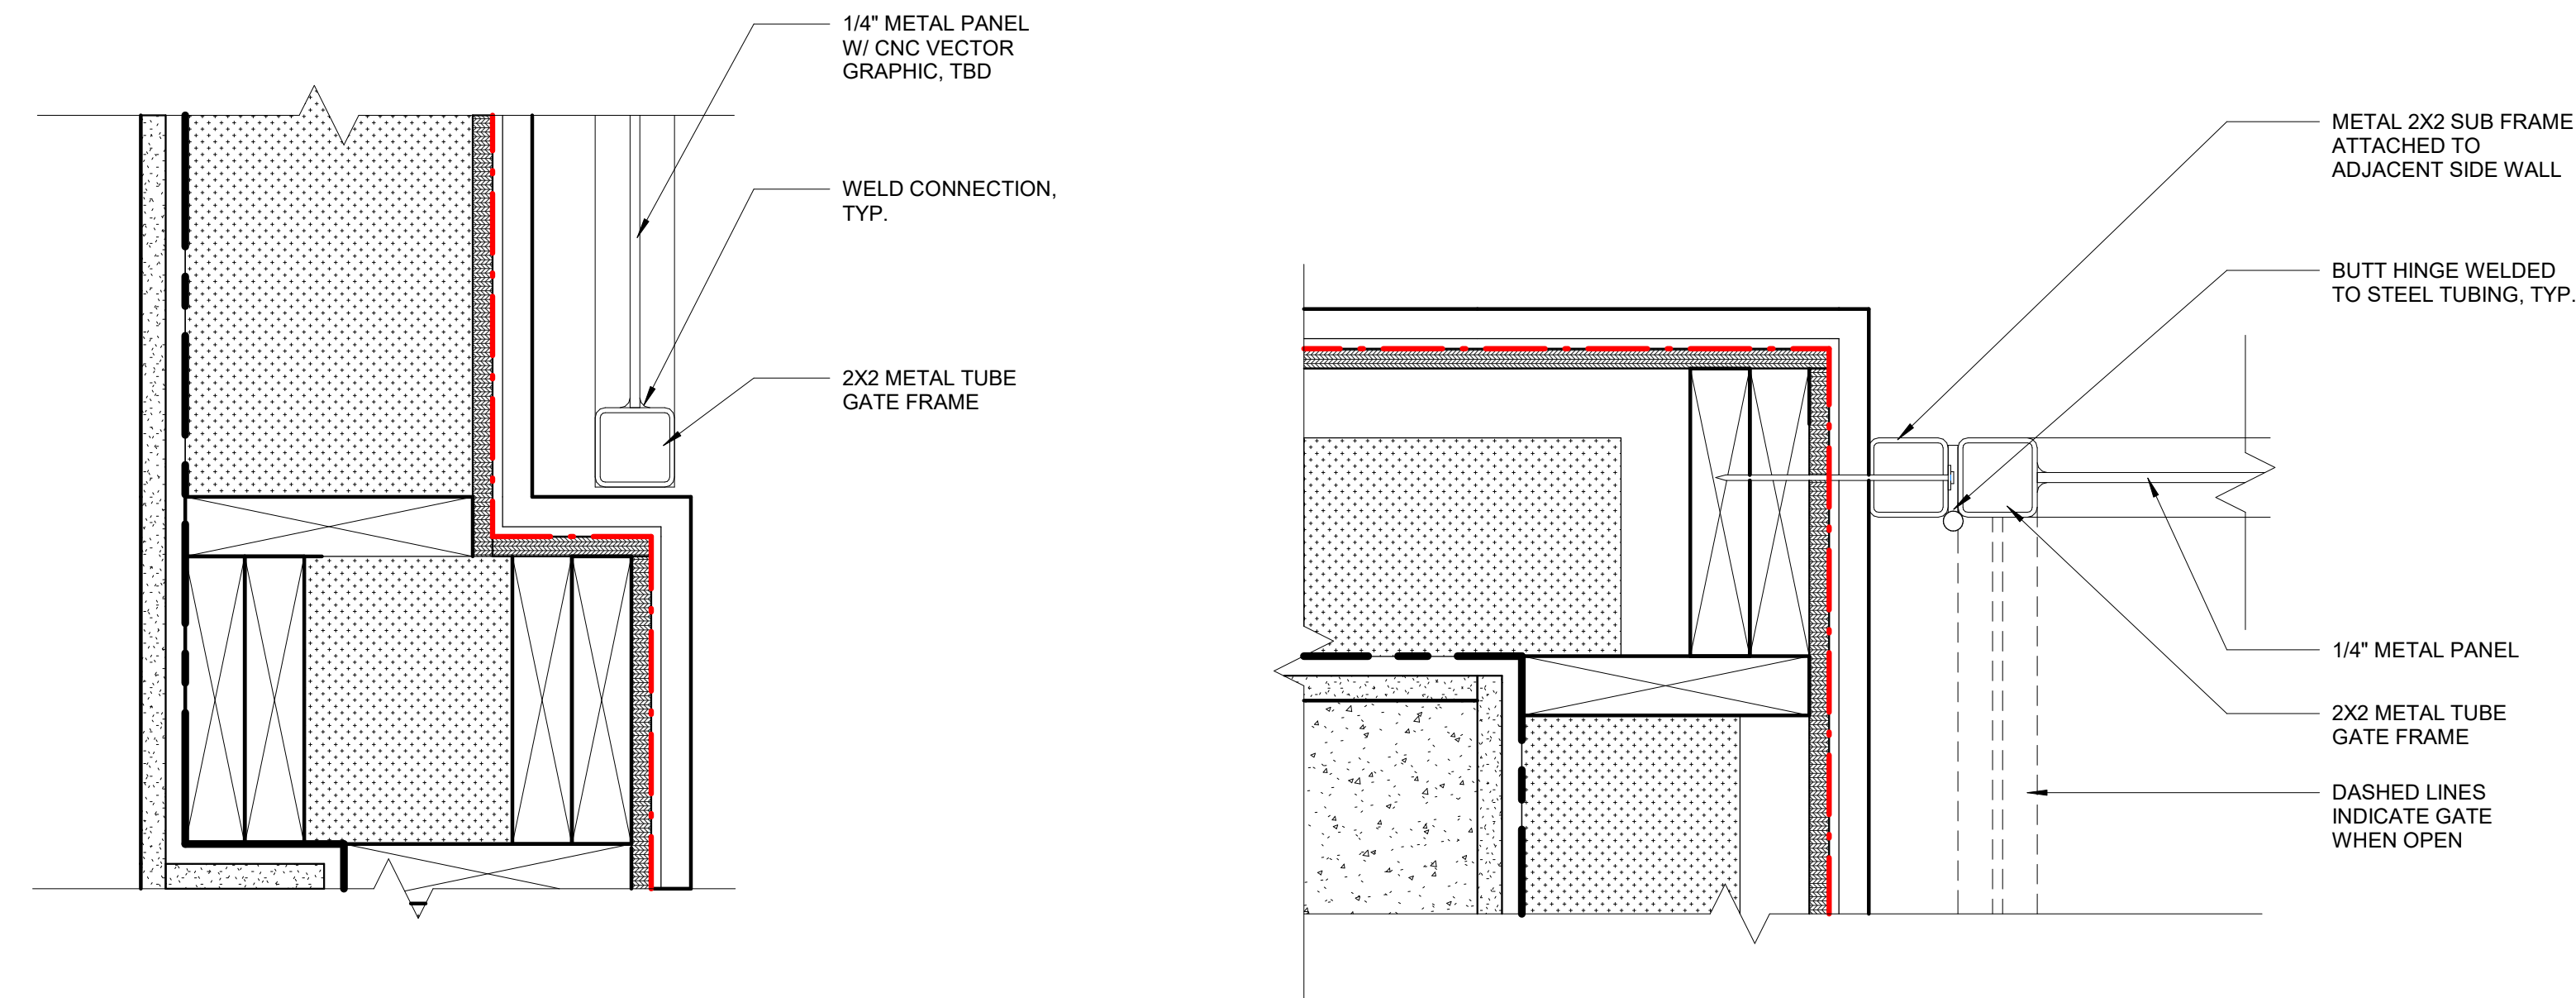 1/4" METAL PANEL
W/ CNC VECTOR
GRAPHIC, TBD
WELD CONNECTION,
TYP.
2X2 METAL TUBE
GATE FRAME
METAL 2X2 SUB FRAME
ATTACHED TO
ADJACENT SIDE WALL
BUTT HINGE WELDED
TO STEEL TUBING, TYP.
1/4" METAL PANEL
2X2 METAL TUBE
GATE FRAME
DASHED LINES
INDICATE GATE
WHEN OPEN